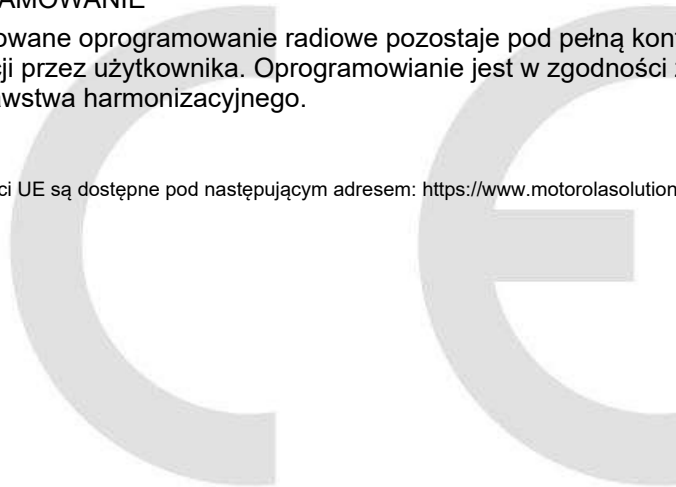 AMOWANIE
owane oprogramowanie radiowe pozostaje pod pełną kon
ji przez użytkownika. Oprogramowianie jest w zgodności
wstwa harmonizacyjnego.
ci UE są dostępne pod następującym adresem: https://www.motorolasolution